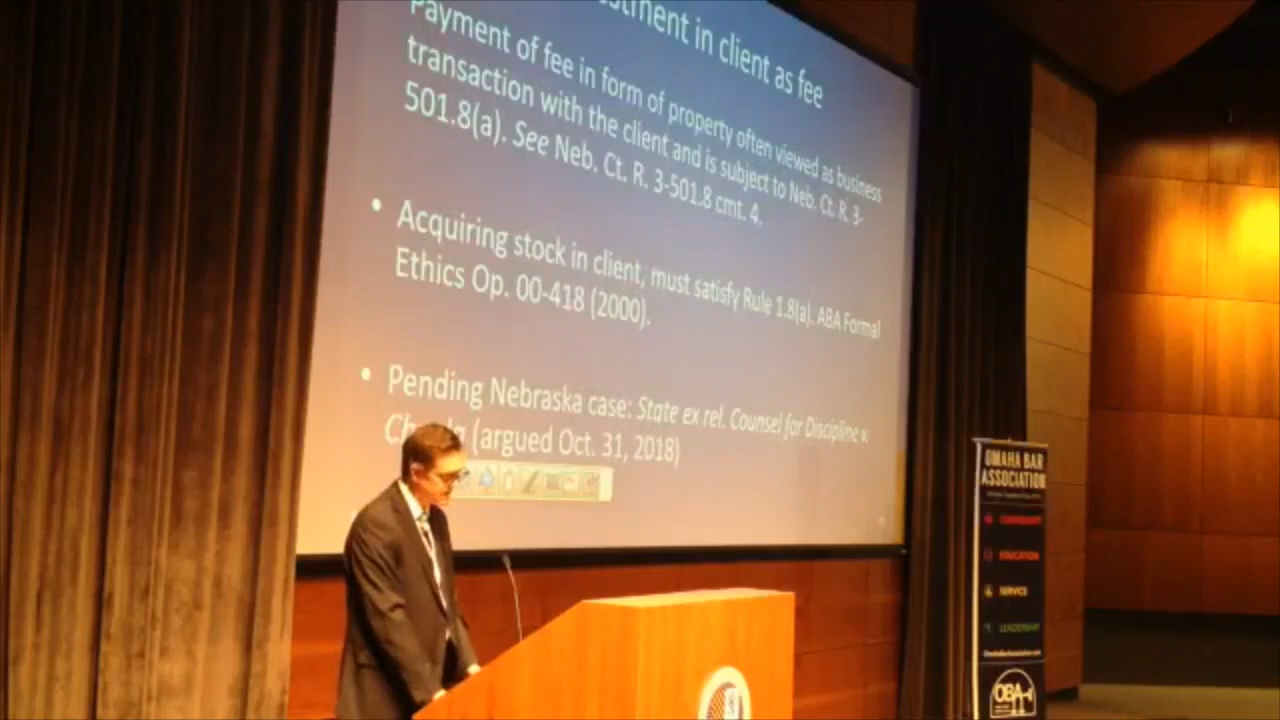 in client as fee
Payment of fee in form of property often viewed as business
transaction with the client and is subject to Neb. Ct. R. 3-
501.8(a). See Neb. Ct. R. 3-501.8 cmt. 4.
• Acquiring stock in client, must satisfy Rule 1.8(a). ABA Formal
Ethics Op. 00-418 (2000).
• Pending Nebraska case: State ex rel. Counsel for Discipline v.
(argued Oct. 31, 2018)
OMAHA BAR
ASSOCIATION
COMMUNITY
EDUCATION
SERVICE
LEADERSHIP
OBA